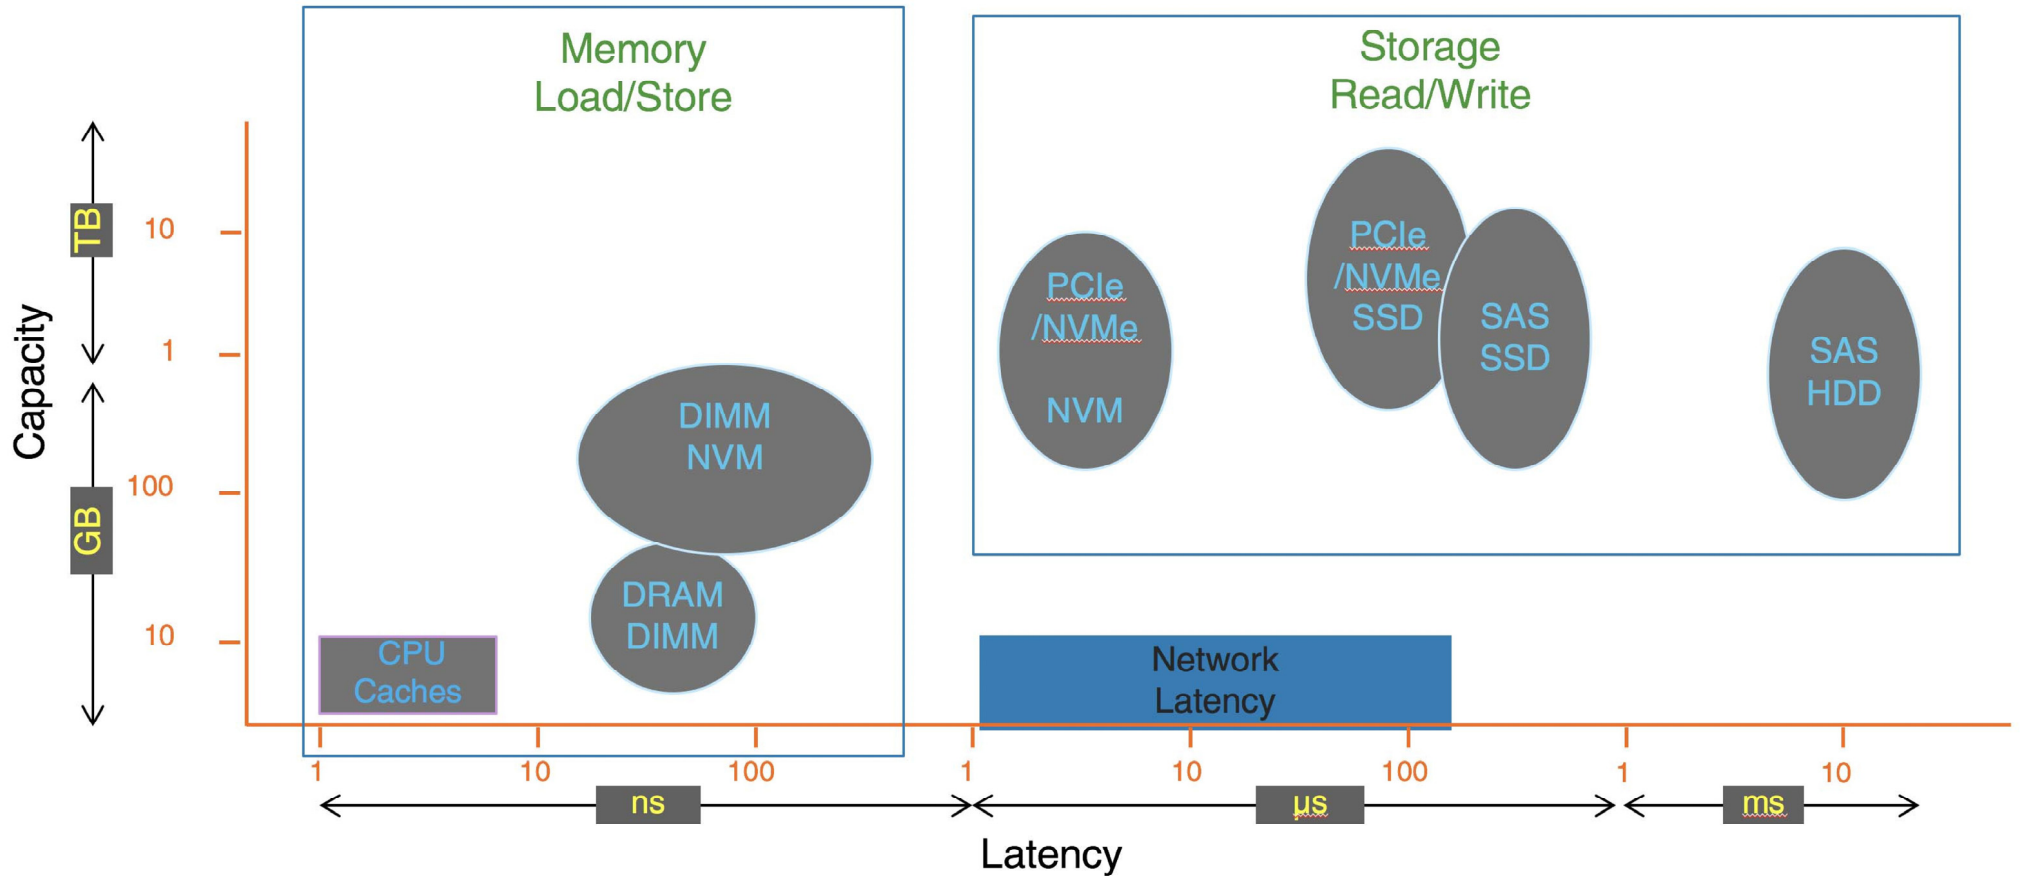 Memory
Load/Store
Storage
Read/Write
Capacity
TB
GB
10
1
100
10
DIMM
NVM
DRAM
DIMM
CPU
Caches
PCIe
/NVMe
NVM
PCIe
/NVMe
SSD
SAS
SSD
SAS
HDD
Network
Latency
1
10
100
1
10
100
1
10
ns
µs
ms
Latency